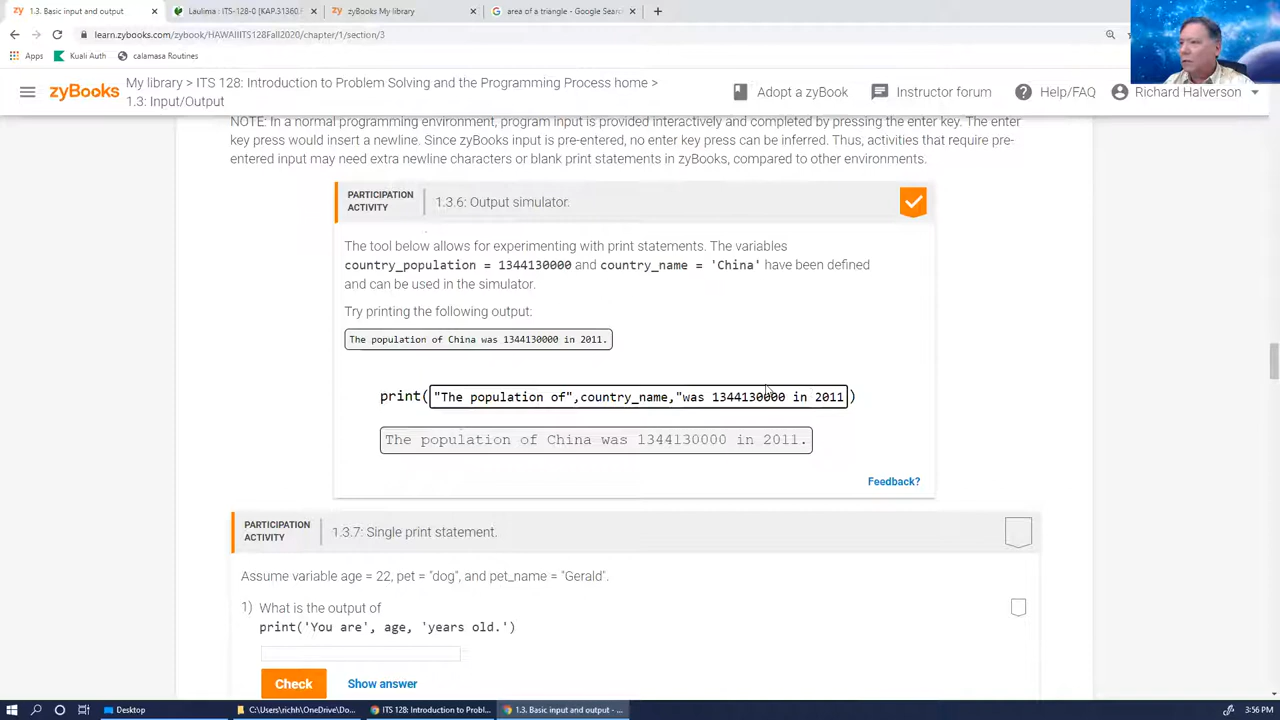 1.3. Basic input and output
Laulima : ITS-128-0 [KAP.31360.F
zyBooks My library
area of a triangle - Google Search
learn.zybooks.com/zybook/HAWAIIITS128Fall2020/chapter/1/section/3
Apps
Kuali Auth
calamasa Routines
zyBooks
My library > ITS 128: Introduction to Problem Solving and the Programming Process home >
1.3: Input/Output
Adopt a zyBook
Instructor forum
Help/FAQ
Richard Halverson
NOTE: In a normal programming environment, program input is provided interactively and completed by pressing the enter key. The enter
key press would insert a newline. Since zyBooks input is pre-entered, no enter key press can be inferred. Thus, activities that require pre-
entered input may need extra newline characters or blank print statements in zyBooks, compared to other environments.
PARTICIPATION
ACTIVITY
1.3.6: Output simulator.
The tool below allows for experimenting with print statements. The variables
country_population = 1344130000 and country_name = 'China' have been defined
and can be used in the simulator.
Try printing the following output:
The population of China was 1344130000 in 2011.
print( "The population of",country_name,"was 1344130000 in 2011 )
The population of China was 1344130000 in 2011.
Feedback?
PARTICIPATION
ACTIVITY
1.3.7: Single print statement.
Assume variable age = 22, pet = "dog", and pet_name = "Gerald".
1) What is the output of
print('You are', age, 'years old.')
Check
Show answer
Desktop
C:\Users\richh\OneDrive\Do...
ITS 128: Introduction to Probl...
1.3. Basic input and output - ...
3:56 PM